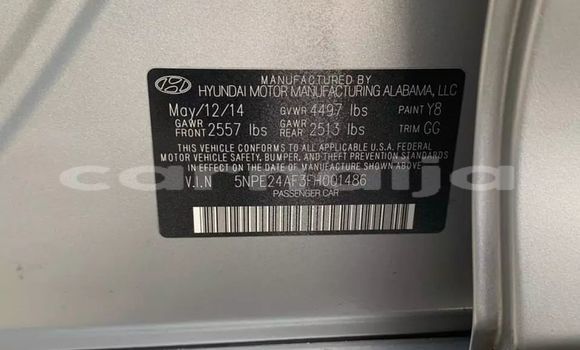 MANUFACTURED BY
HYUNDAI MOTOR MANUFACTURING ALABAMA, LLC
May/12/14 GVWR 4497 lbs PAINT Y8
GAWR FRONT 2557 lbs GAWR REAR 2513 lbs TRIM GG
THIS VEHICLE CONFORMS TO ALL APPLICABLE U.S.A. FEDERAL
MOTOR VEHICLE SAFETY, BUMPER, AND THEFT PREVENTION STANDARDS
IN EFFECT ON THE DATE OF MANUFACTURE SHOWN ABOVE
V.I.N 5NPE24AF3FH001486
PASSENGER CAR